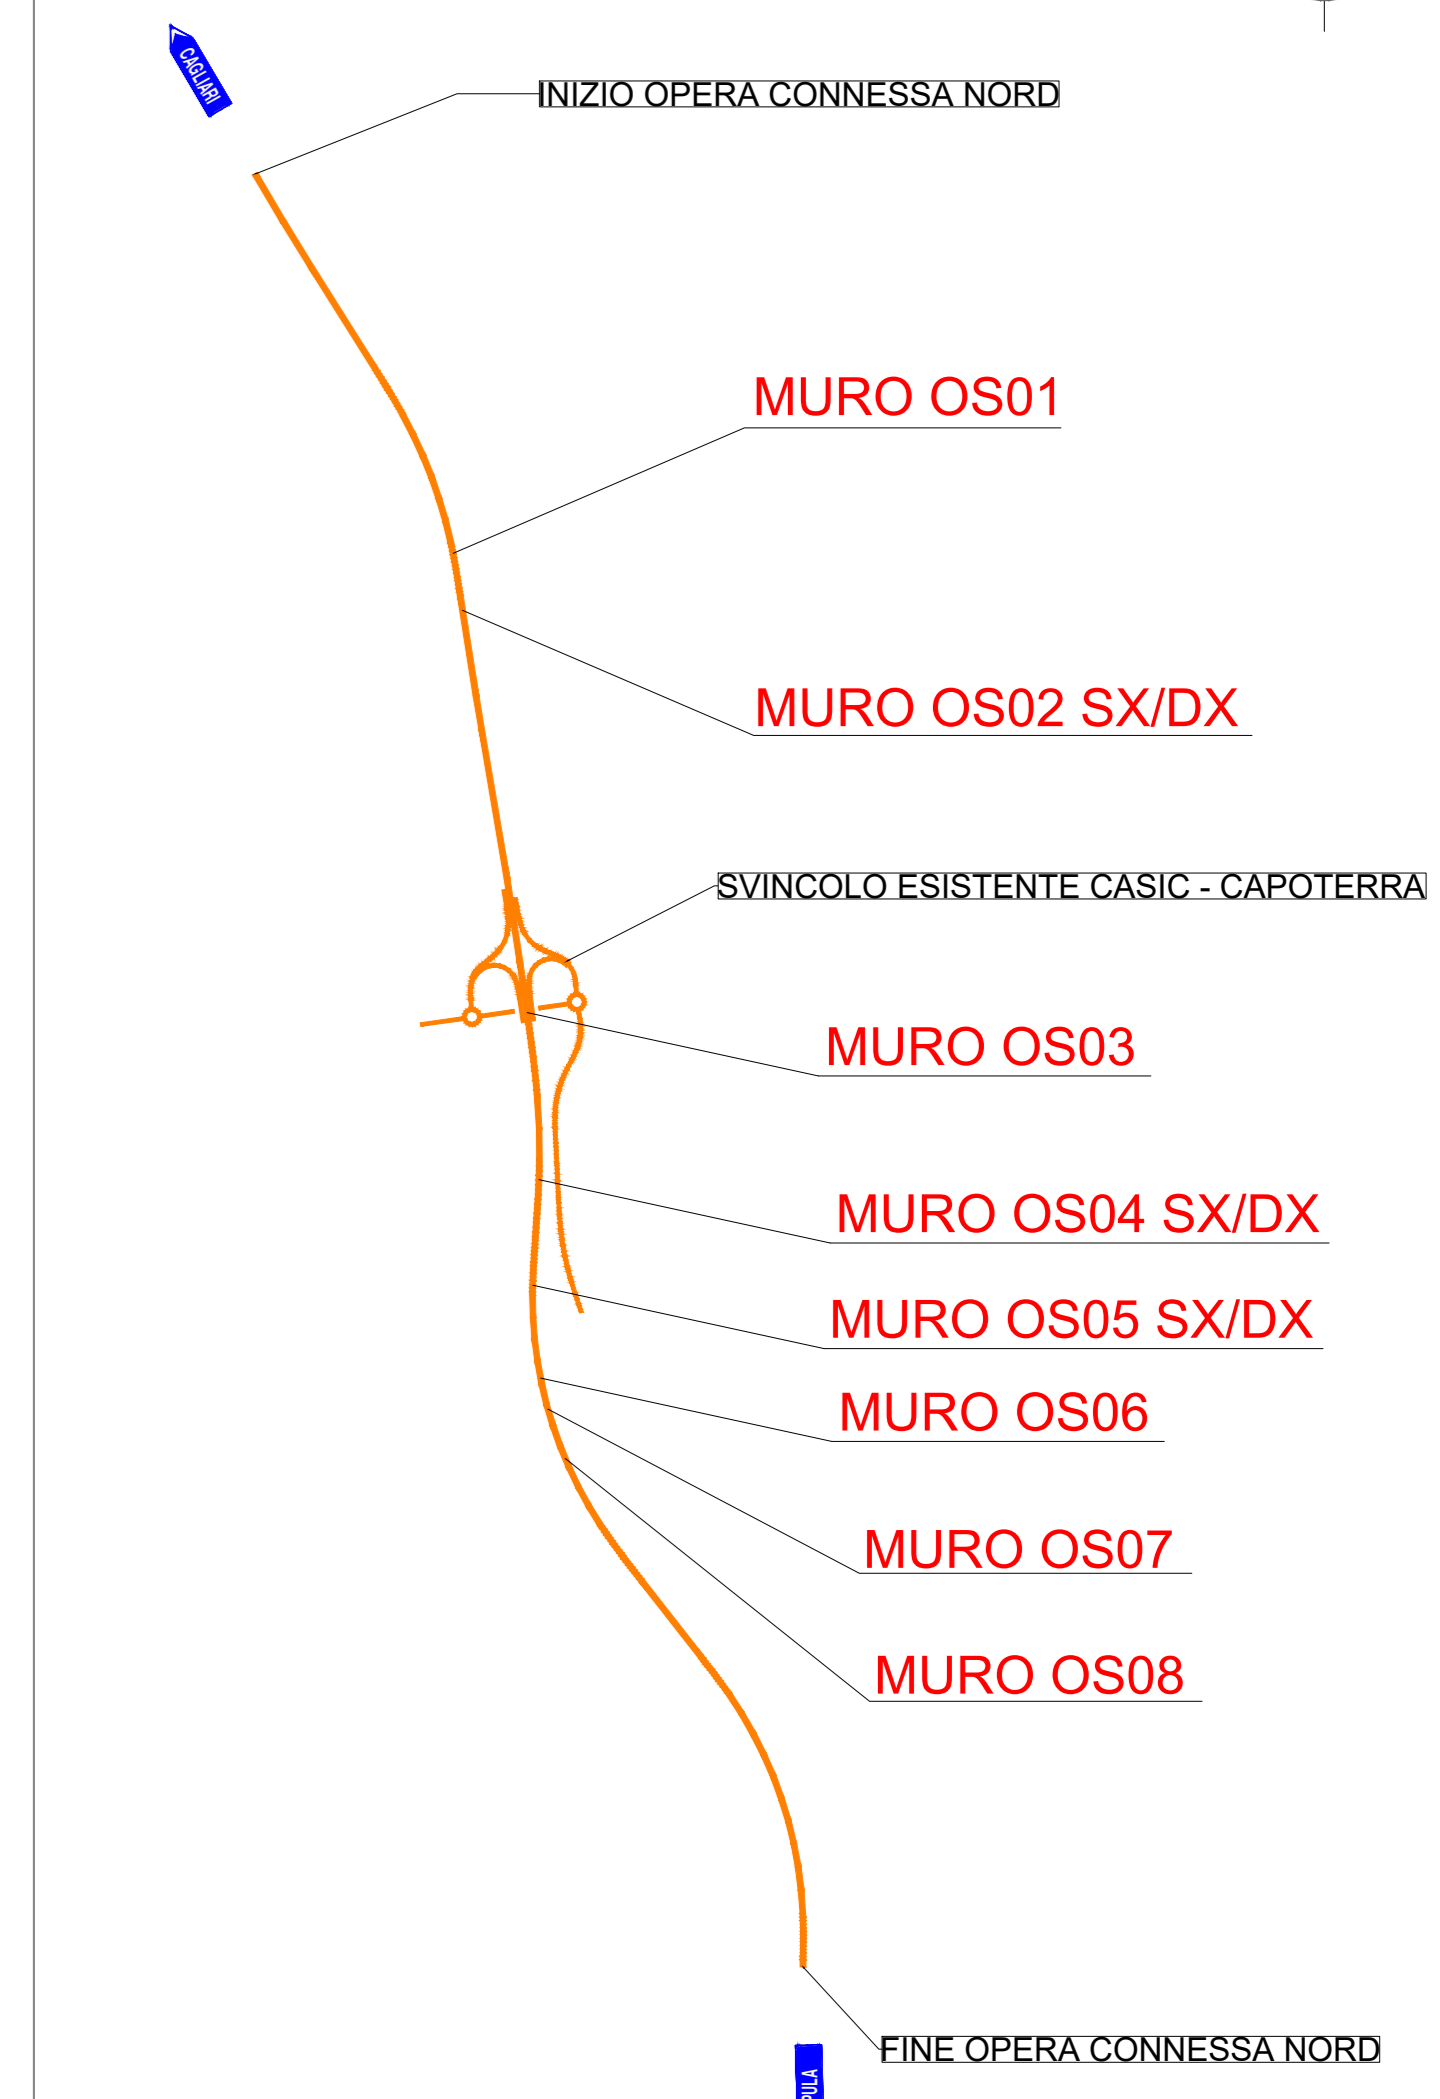 CAGLIARI
INIZIO OPERA CONNESSA NORD
MURO OS01
MURO OS02 SX/DX
SVINCOLO ESISTENTE CASIC - CAPOTERRA
MURO OS03
MURO OS04 SX/DX
MURO OS05 SX/DX
MURO OS06
MURO OS07
MURO OS08
FINE OPERA CONNESSA NORD
PULA